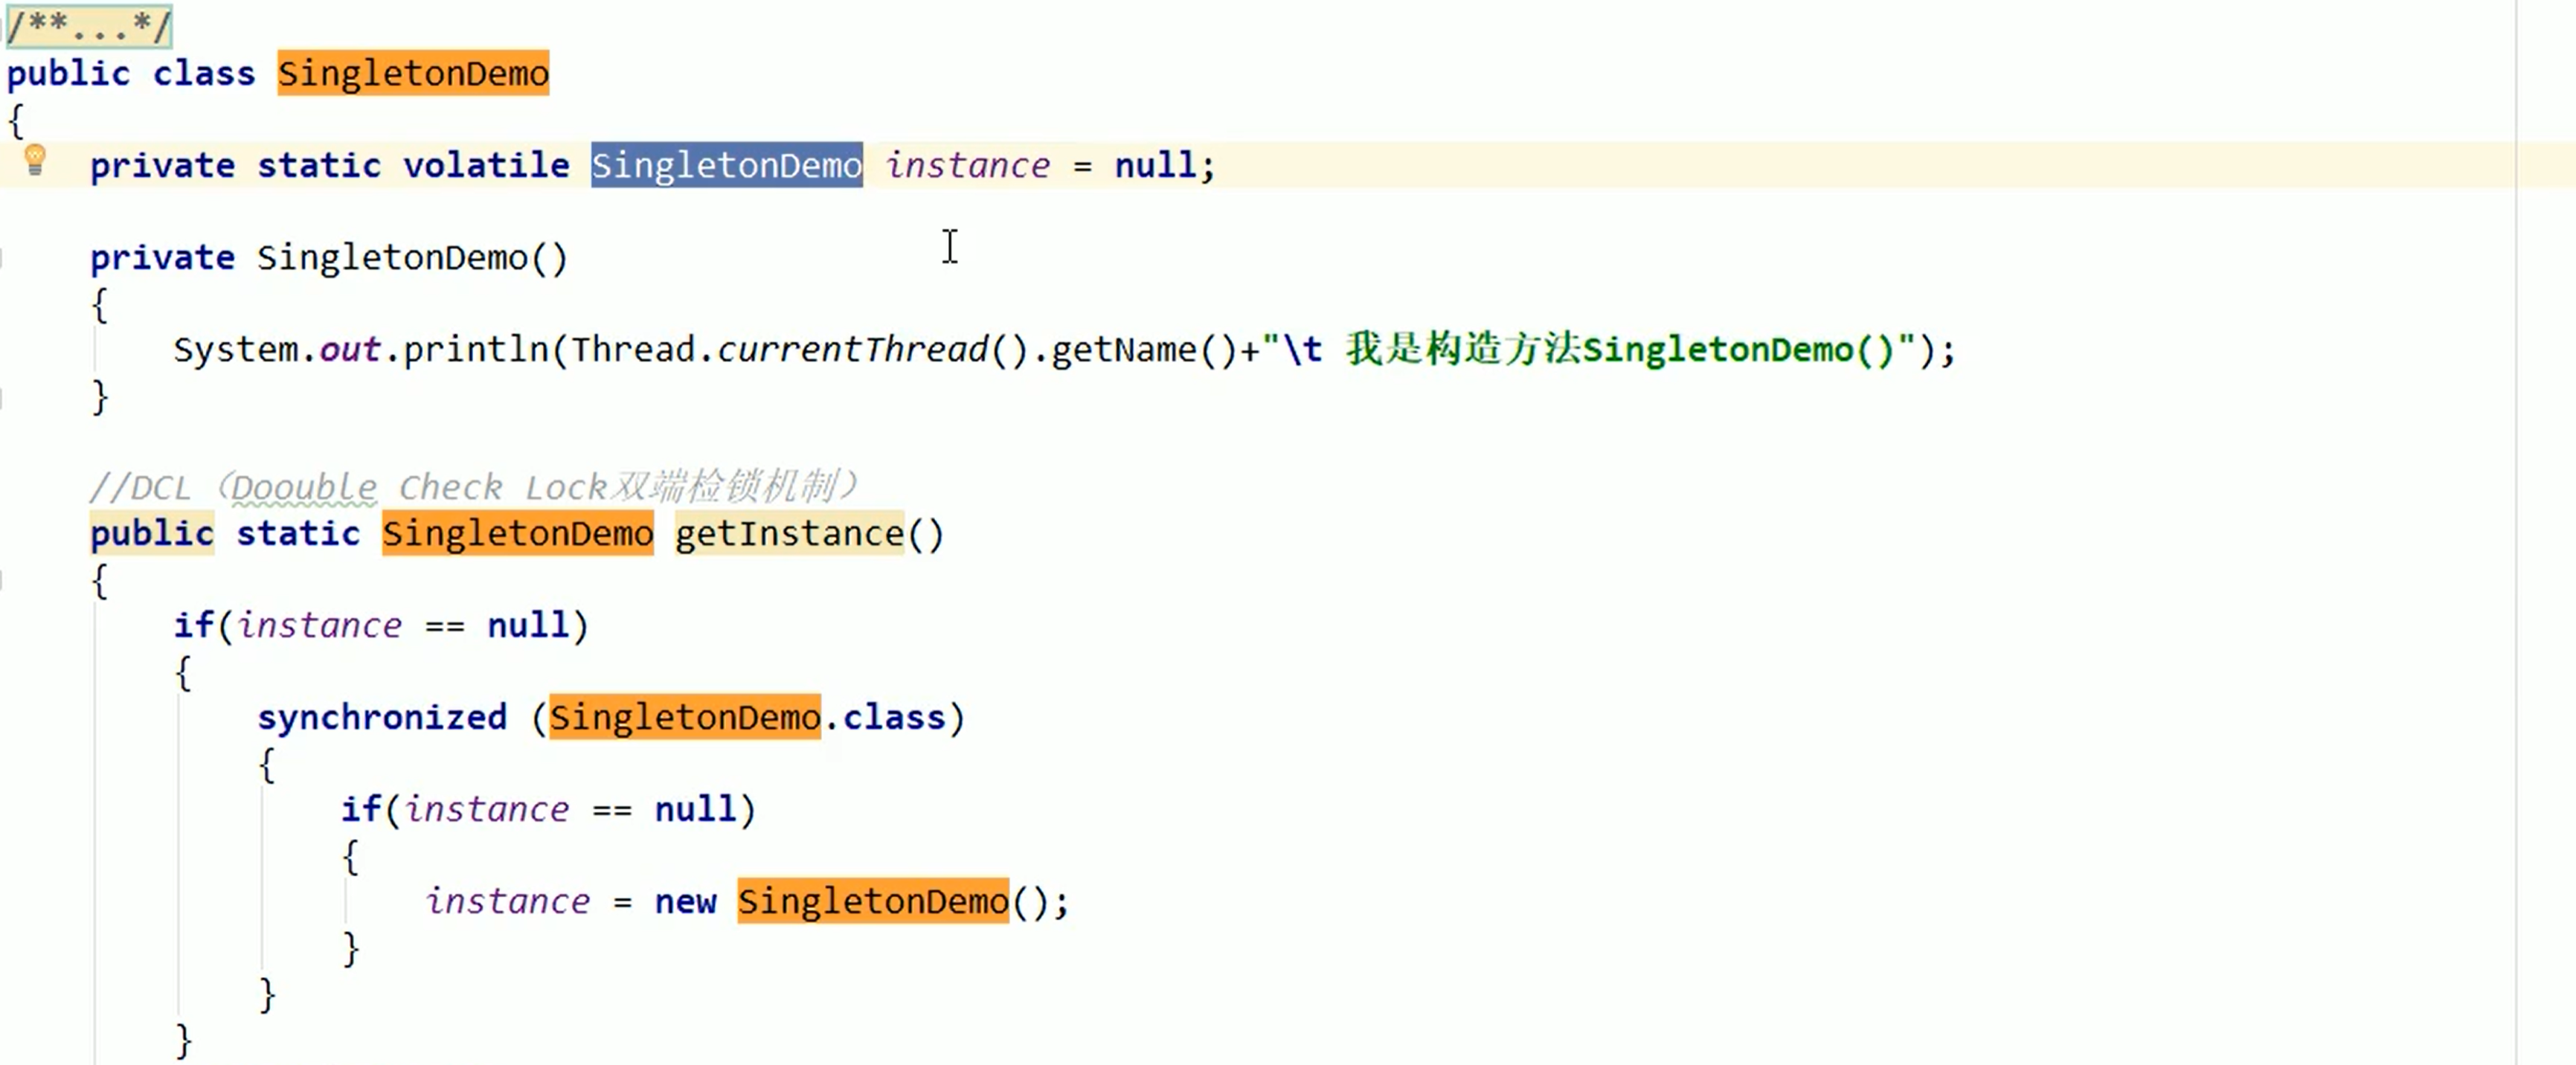 /**...*/
public class SingletonDemo
{
private static volatile SingletonDemo instance = null;
private SingletonDemo()
{
System.out.println(Thread.currentThread().getName()+"\t 我是构造方法SingletonDemo()");
}
//DCL（Doouble Check Lock双端检锁机制）
public static SingletonDemo getInstance()
{
if(instance == null)
{
synchronized (SingletonDemo.class)
{
if(instance == null)
{
instance = new SingletonDemo();
}
}
}